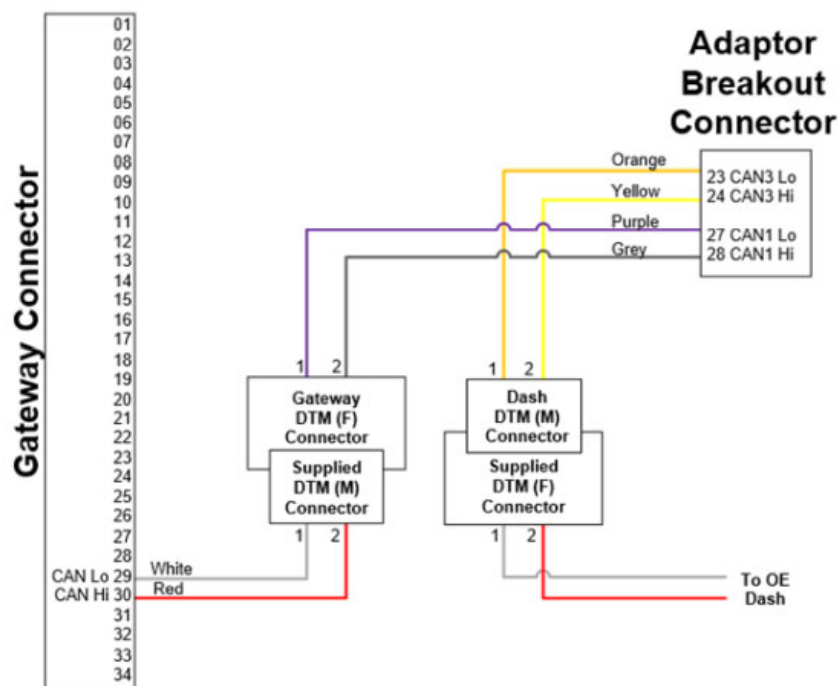 Gateway Connector
01
02
03
04
05
06
07
08
09
10
11
12
13
14
15
16
17
18
19
20
21
22
23
24
25
26
27
28
CAN Lo 29
CAN Hi 30
31
32
33
34
White
Red
Adaptor
Breakout
Connector
Orange
Yellow
Purple
Grey
23 CAN3 Lo
24 CAN3 Hi
27 CAN1 Lo
28 CAN1 Hi
1 2
Gateway
DTM (F)
Connector
Supplied
DTM (M)
Connector
1 2
1 2
Dash
DTM (M)
Connector
Supplied
DTM (F)
Connector
1 2
To OE
Dash